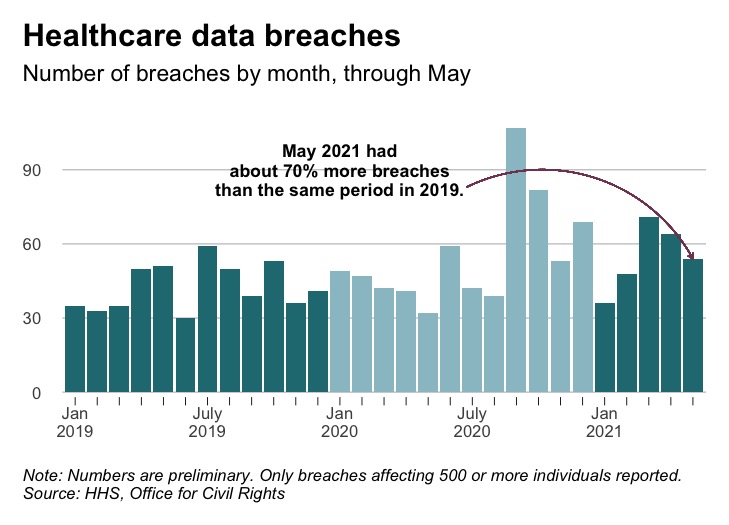 Healthcare data breaches
Number of breaches by month, through May
May 2021 had
about 70% more breaches
than the same period in 2019.
90
60
30
0
Jan
2019
July
2019
Jan
2020
July
2020
Jan
2021
Note: Numbers are preliminary. Only breaches affecting 500 or more individuals reported.
Source: HHS, Office for Civil Rights